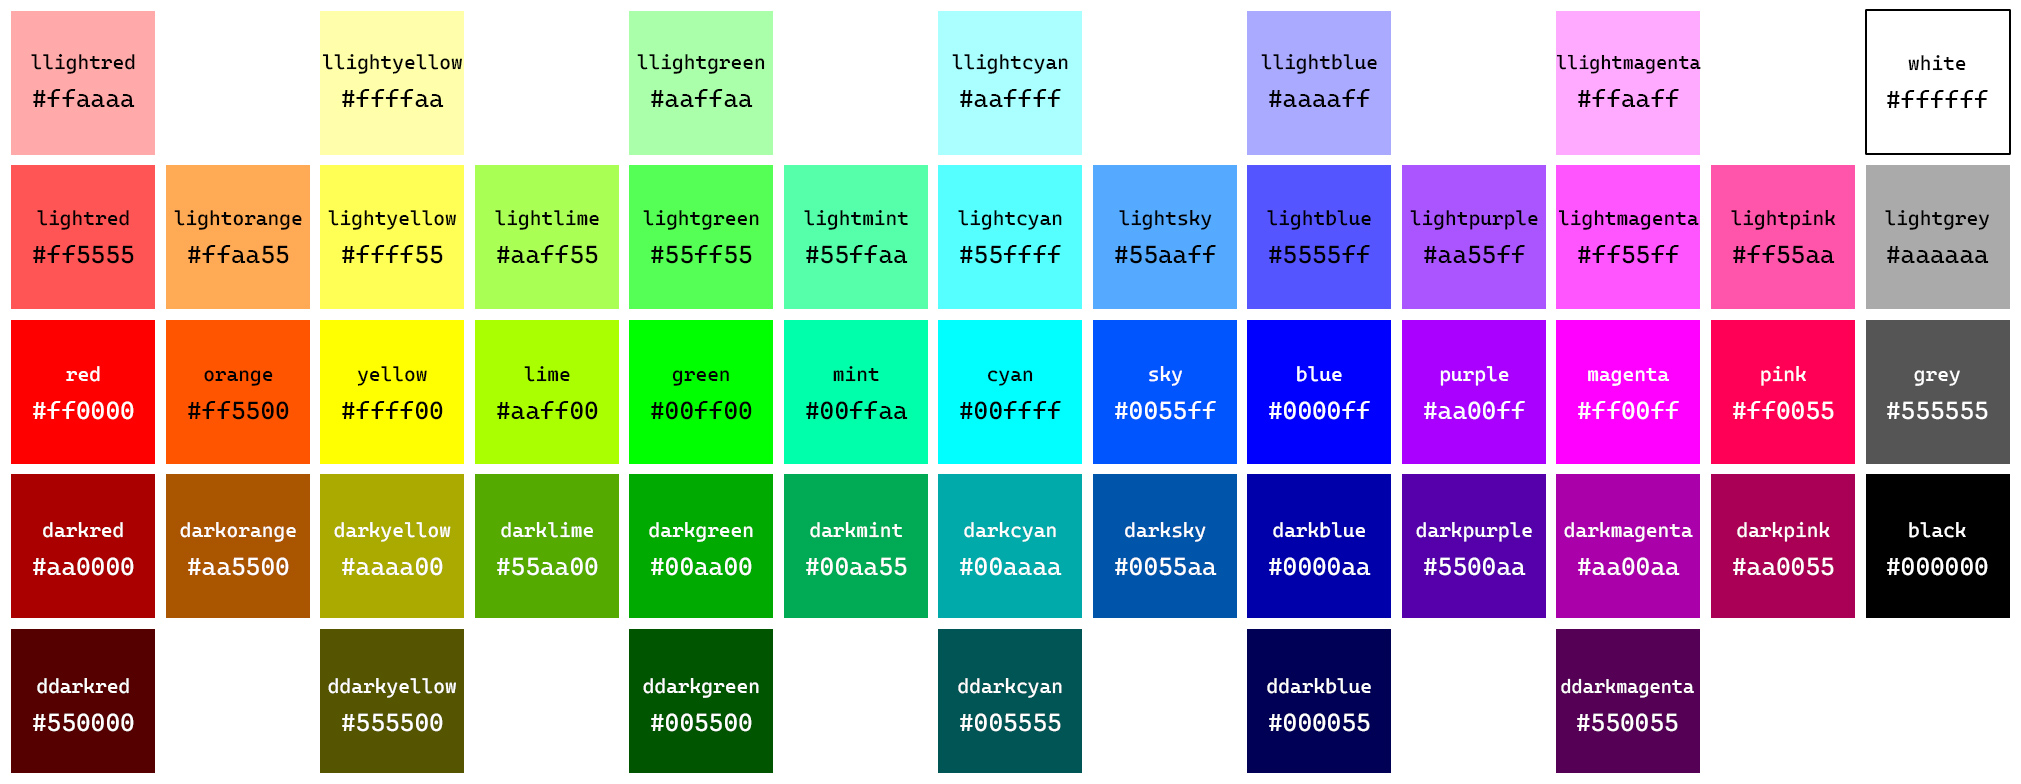 llightred
#ffaaaa
llightyellow
#ffffaa
llightgreen
#aaffaa
llightcyan
#aaffff
llightblue
#aaaaff
llightmagenta
#ffaaff
white
#ffffff
lightred
#ff5555
lightorange
#ffaa55
lightyellow
#ffff55
lightlime
#aaff55
lightgreen
#55ff55
lightmint
#55ffaa
lightcyan
#55ffff
lightsky
#55aaff
lightblue
#5555ff
lightpurple
#aa55ff
lightmagenta
#ff55ff
lightpink
#ff55aa
lightgrey
#aaaaaa
red
#ff0000
orange
#ff5500
yellow
#ffff00
lime
#aaff00
green
#00ff00
mint
#00ffaa
cyan
#00ffff
sky
#0055ff
blue
#0000ff
purple
#aa00ff
magenta
#ff00ff
pink
#ff0055
grey
#555555
darkred
#aa0000
darkorange
#aa5500
darkyellow
#aaaa00
darklime
#55aa00
darkgreen
#00aa00
darkmint
#00aa55
darkcyan
#00aaaa
darksky
#0055aa
darkblue
#0000aa
darkpurple
#5500aa
darkmagenta
#aa00aa
darkpink
#aa0055
black
#000000
ddarkred
#550000
ddarkyellow
#555500
ddarkgreen
#005500
ddarkcyan
#005555
ddarkblue
#000055
ddarkmagenta
#550055